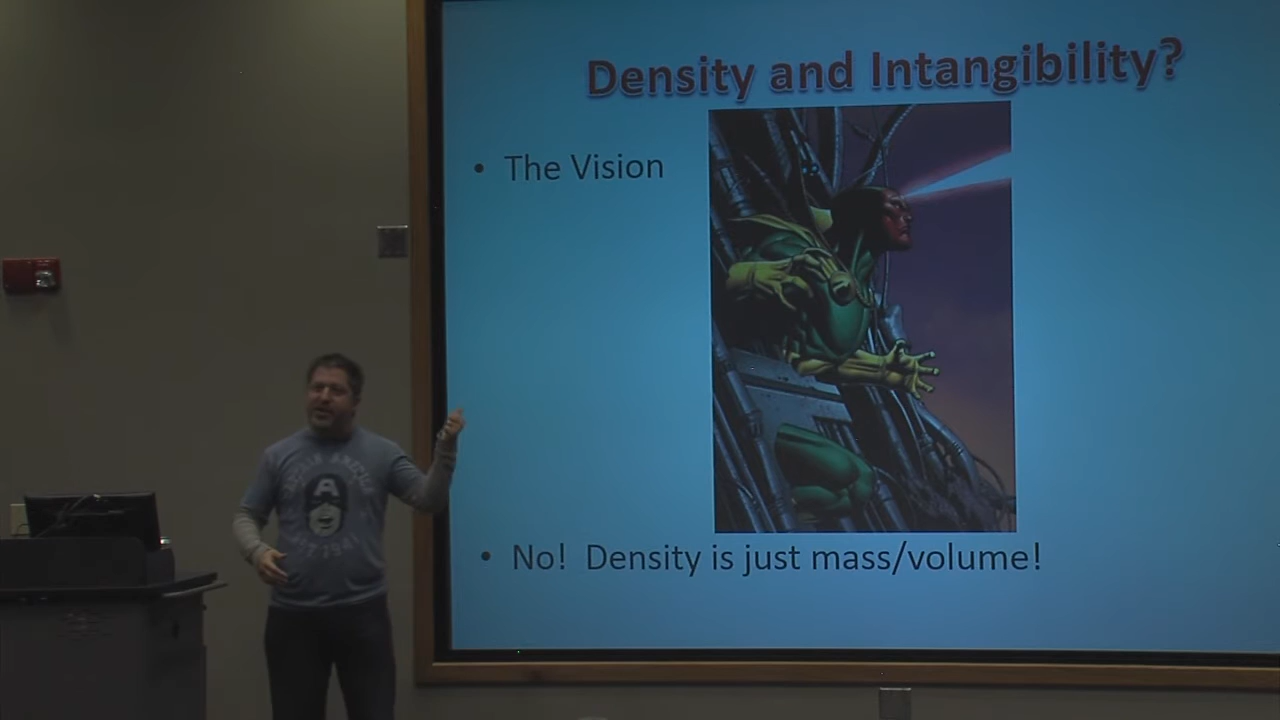 Density and Intangibility?
• The Vision
• No! Density is just mass/volume!
A